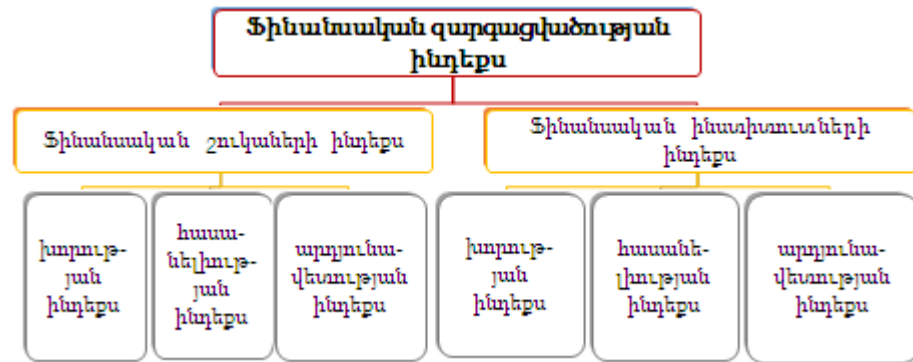 Ֆինանսական զարգացվածության
ինդեքս
Ֆինանսական շուկաների ինդեքս
Ֆինանսական ինստիտուտների
ինդեքս
խորութ-
յան
ինդեքս
հասա-
նելիութ-
յան
ինդեքս
արդյունա-
վետության
ինդեքս
խորութ-
յան
ինդեքս
հասանե-
լիության
ինդեքս
արդյունա-
վետության
ինդեքս